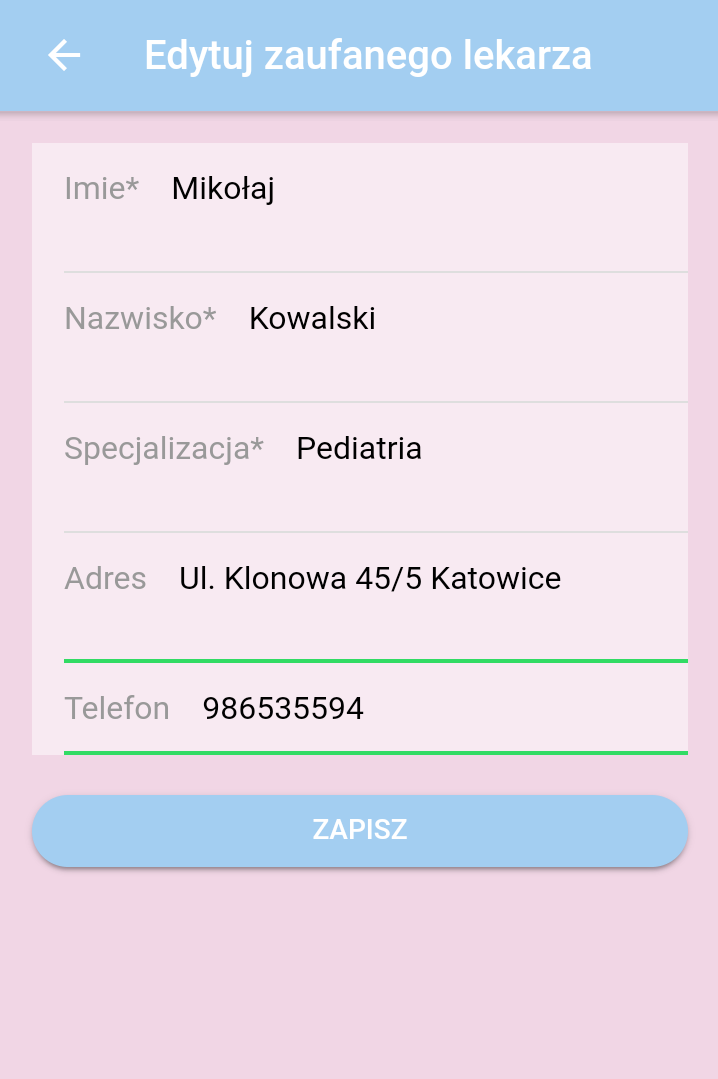 Edytuj zaufanego lekarza
Imie* Mikołaj
Nazwisko* Kowalski
Specjalizacja* Pediatria
Adres Ul. Klonowa 45/5 Katowice
Telefon 986535594
ZAPISZ